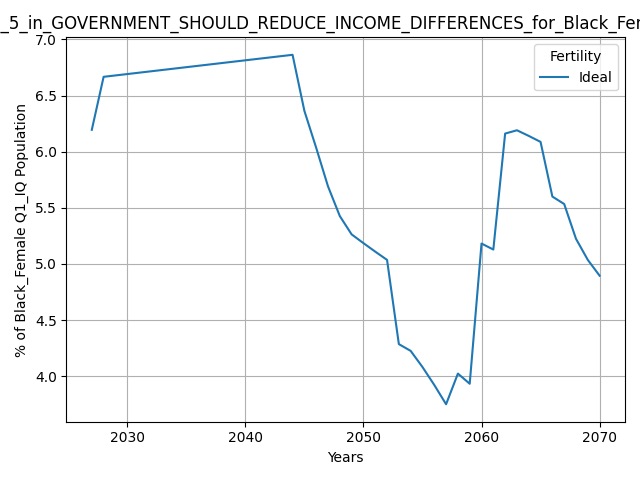 _5_in_GOVERNMENT_SHOULD_REDUCE_INCOME_DIFFERENCES_for_Black_Fer
7.0
6.5
6.0
5.5
5.0
4.5
4.0
% of Black_Female Q1_IQ Population
Fertility
Ideal
2030 2040 2050 2060 2070
Years